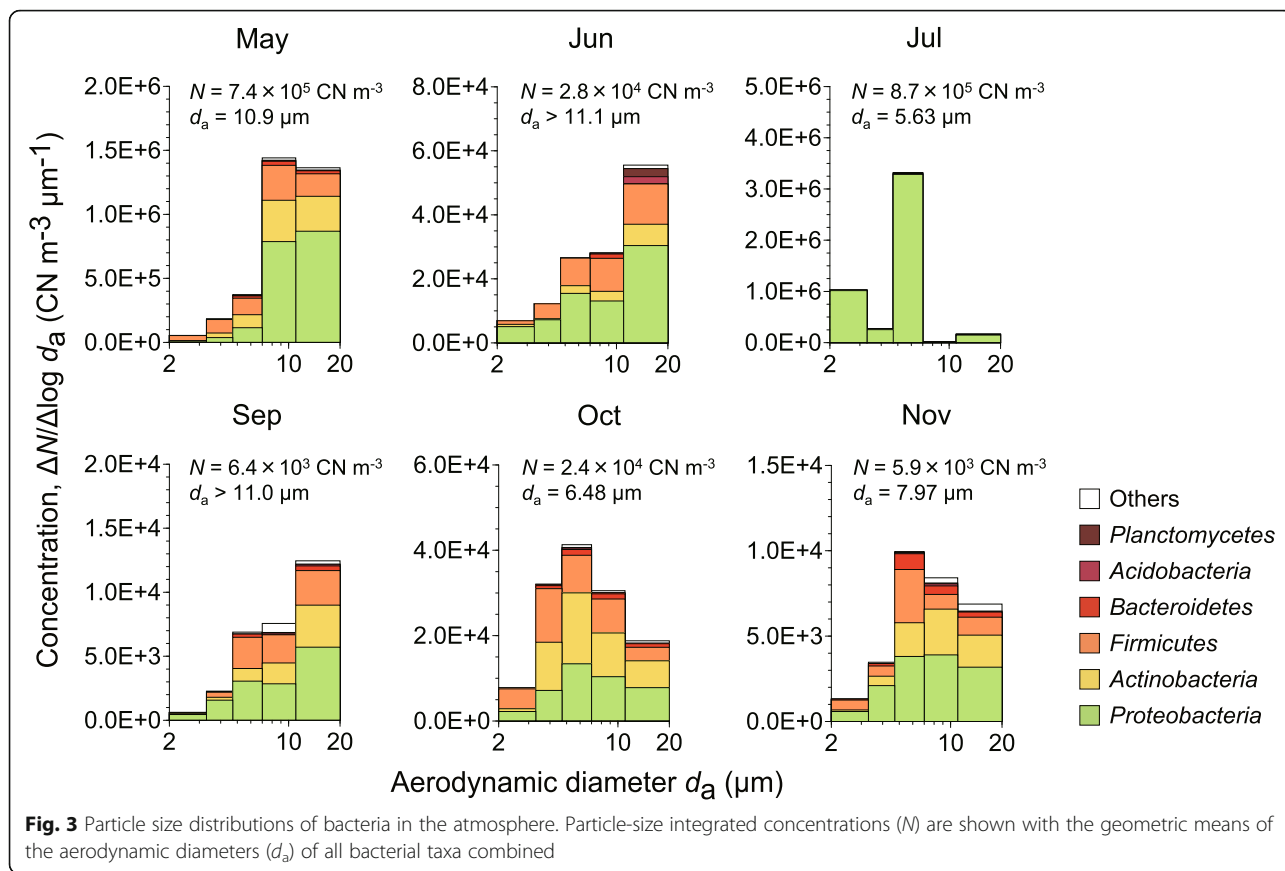 May
2.0E+6
1.5E+6
1.0E+6
5.0E+5
0.0E+0
2
10
20
N = 7.4 × 10⁵ CN m⁻³
dₐ = 10.9 µm
Jun
8.0E+4
6.0E+4
4.0E+4
2.0E+4
0.0E+0
2
10
20
N = 2.8 × 10⁴ CN m⁻³
dₐ > 11.1 µm
Jul
5.0E+6
4.0E+6
3.0E+6
2.0E+6
1.0E+6
0.0E+0
2
10
20
N = 8.7 × 10⁵ CN m⁻³
dₐ = 5.63 µm
Concentration, ΔN/Δlog dₐ (CN m⁻³ µm⁻¹)
Sep
2.0E+4
1.5E+4
1.0E+4
5.0E+3
0.0E+0
2
10
20
N = 6.4 × 10³ CN m⁻³
dₐ > 11.0 µm
Oct
6.0E+4
4.0E+4
2.0E+4
0.0E+0
2
10
20
N = 2.4 × 10⁴ CN m⁻³
dₐ = 6.48 µm
Nov
1.5E+4
1.0E+4
5.0E+3
0.0E+0
2
10
20
N = 5.9 × 10³ CN m⁻³
dₐ = 7.97 µm
Others
Planctomycetes
Acidobacteria
Bacteroidetes
Firmicutes
Actinobacteria
Proteobacteria
Aerodynamic diameter dₐ (µm)
Fig. 3 Particle size distributions of bacteria in the atmosphere. Particle-size integrated concentrations (N) are shown with the geometric means of
the aerodynamic diameters (dₐ) of all bacterial taxa combined